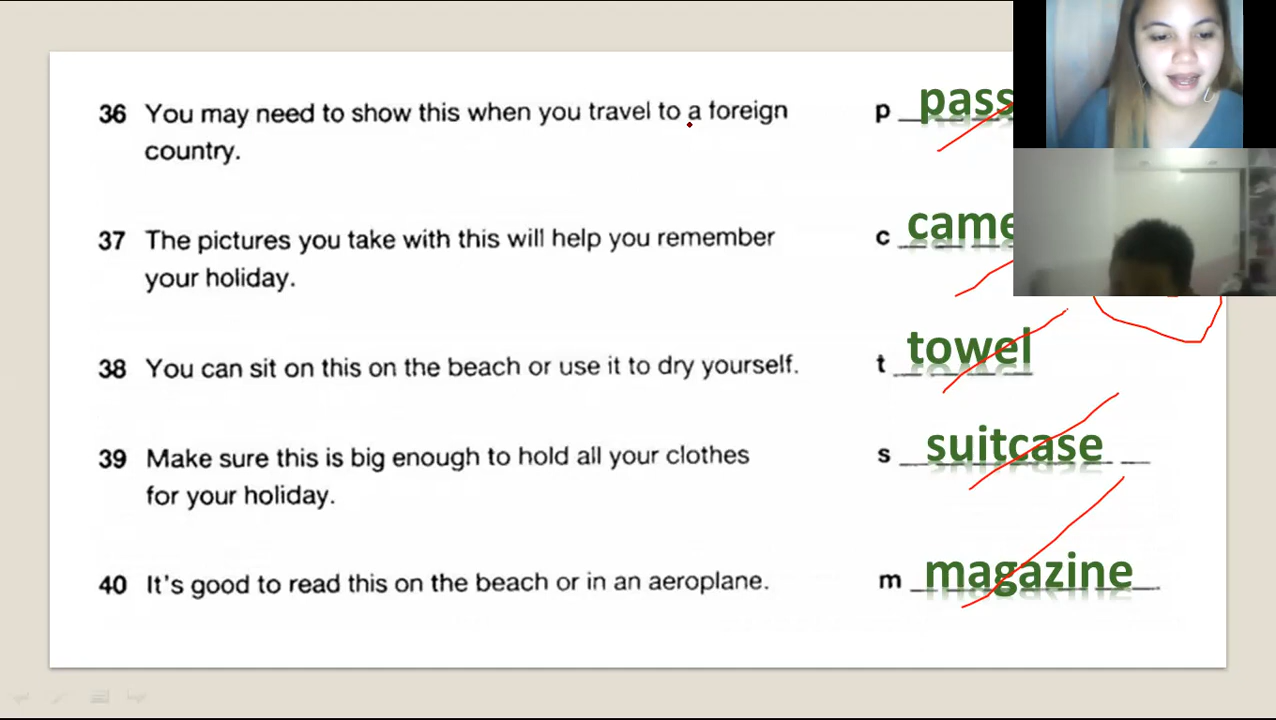 36 You may need to show this when you travel to a foreign p pass
country.
37 The pictures you take with this will help you remember c came
your holiday.
38 You can sit on this on the beach or use it to dry yourself. t towel
39 Make sure this is big enough to hold all your clothes s suitcase
for your holiday.
40 It's good to read this on the beach or in an aeroplane. m magazine